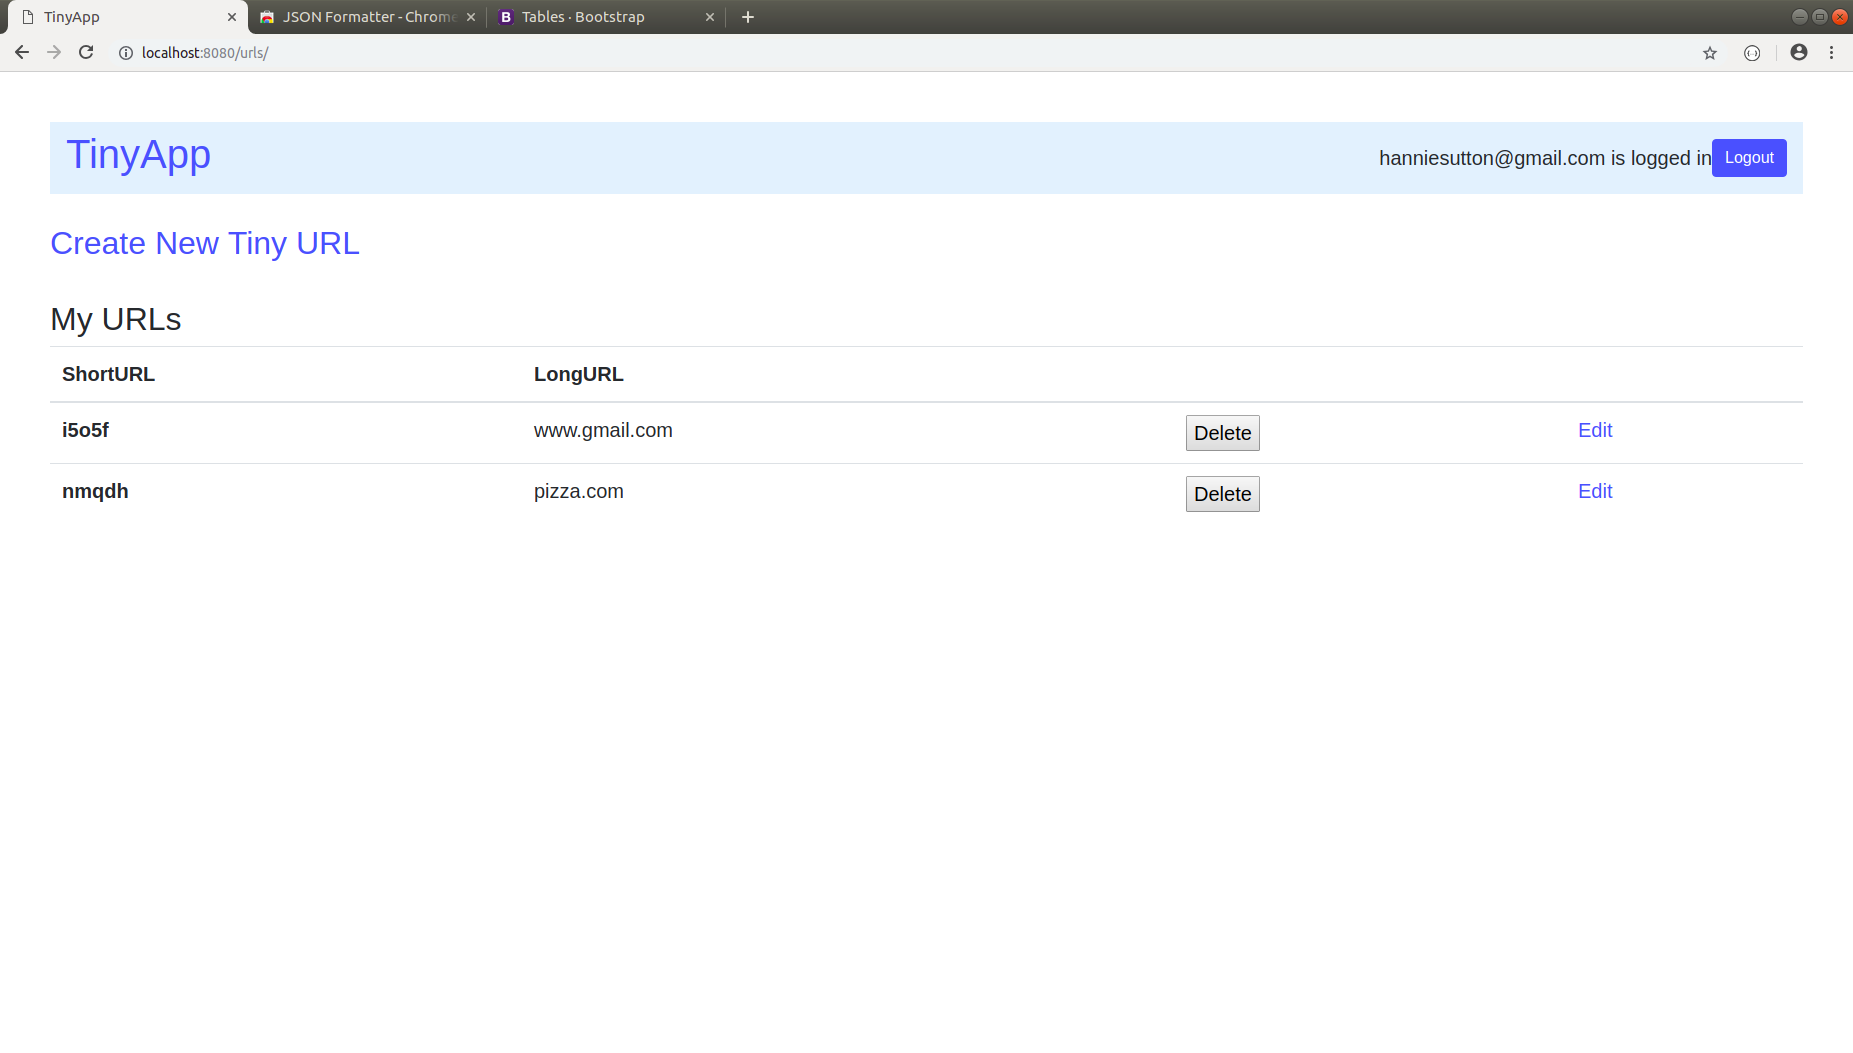 TinyApp
JSON Formatter - Chrome
B Tables · Bootstrap
localhost:8080/urls/
TinyApp
hanniesutton@gmail.com is logged in Logout
Create New Tiny URL
My URLs
ShortURL LongURL
i5o5f www.gmail.com Delete Edit
nmqdh pizza.com Delete Edit